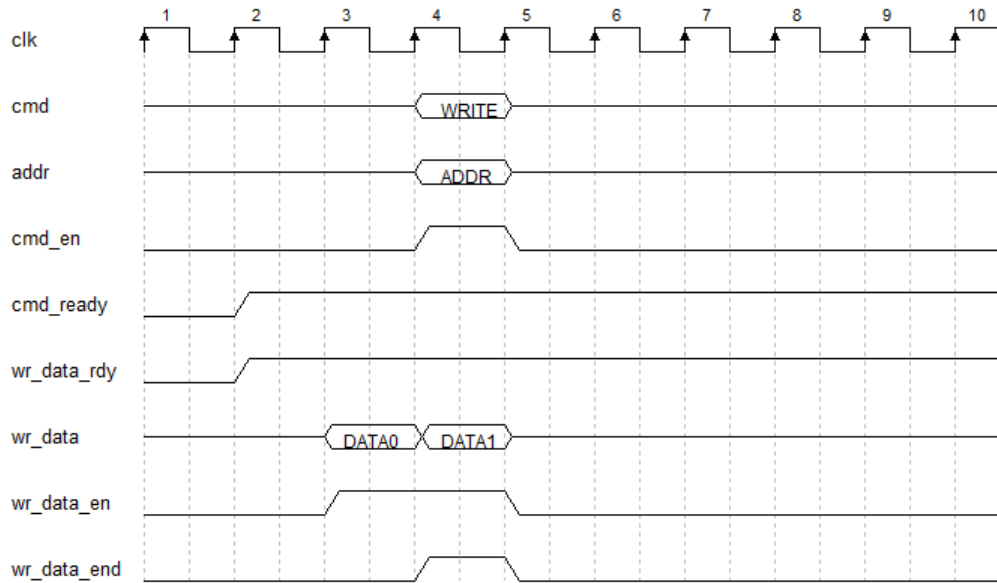 1 2 3 4 5 6 7 8 9 10
clk
cmd WRITE
addr ADDR
cmd_en
cmd_ready
wr_data_rdy
wr_data DATA0 DATA1
wr_data_en
wr_data_end